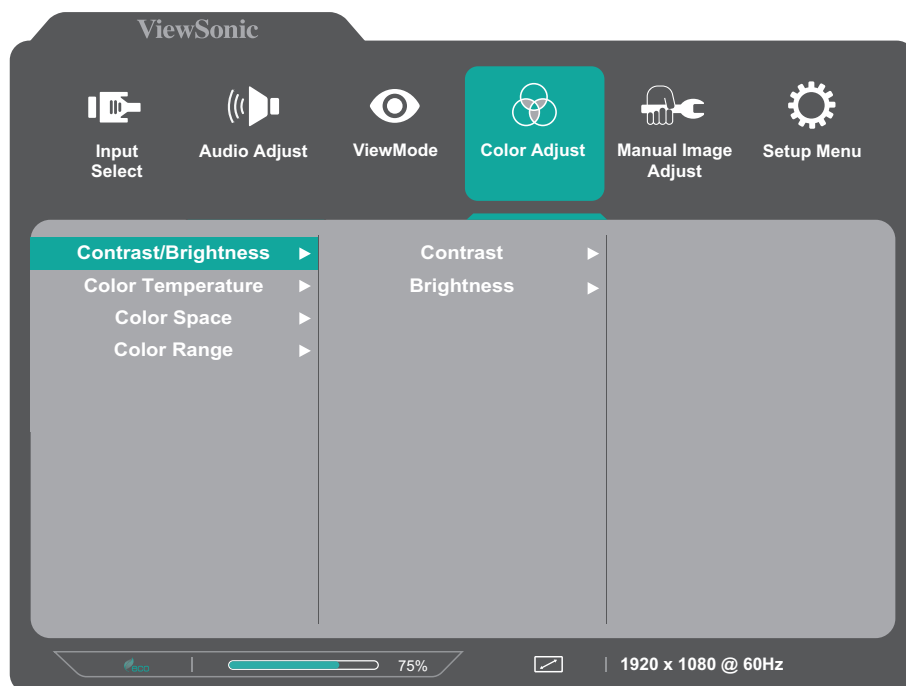 ViewSonic
Input Select
Audio Adjust
ViewMode
Color Adjust
Manual Image Adjust
Setup Menu
Contrast/Brightness
Contrast
Color Temperature
Brightness
Color Space
Color Range
ECO
75%
1920 x 1080 @ 60Hz